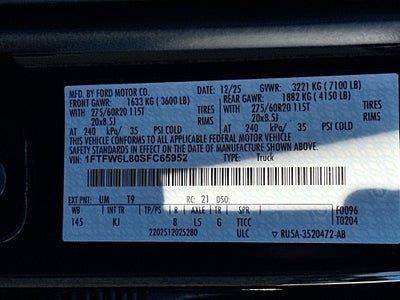 MFD. BY FORD MOTOR CO. DATE: 12/25 GVWR: 3221 KG ( 7100 LB)
FRONT GAWR: 1633 KG ( 3600 LB) REAR GAWR: 1882 KG ( 4150 LB)
WITH WITH
275/60R20 115T TIRES 275/60R20 115T TIRES
20x8.5J RIMS 20x8.5J RIMS
AT 240 kPa/ 35 PSI COLD AT 240 kPa/ 35 PSI COLD
THIS VEHICLE CONFORMS TO ALL APPLICABLE FEDERAL MOTOR VEHICLE
SAFETY AND THEFT PREVENTION STANDARDS IN EFFECT ON THE DATE OF
MANUFACTURE SHOWN ABOVE.
VIN: 1FTFW6L80SFC65952 TYPE: Truck
EXT PNT: UM T9 RC: 21 DSO:
WB INT TR TP/PS R AXLE TR SPR F0096
145 KJ 8 L5 G TTCC T0204
2202512025280 ULC RU5A-3520472-AB